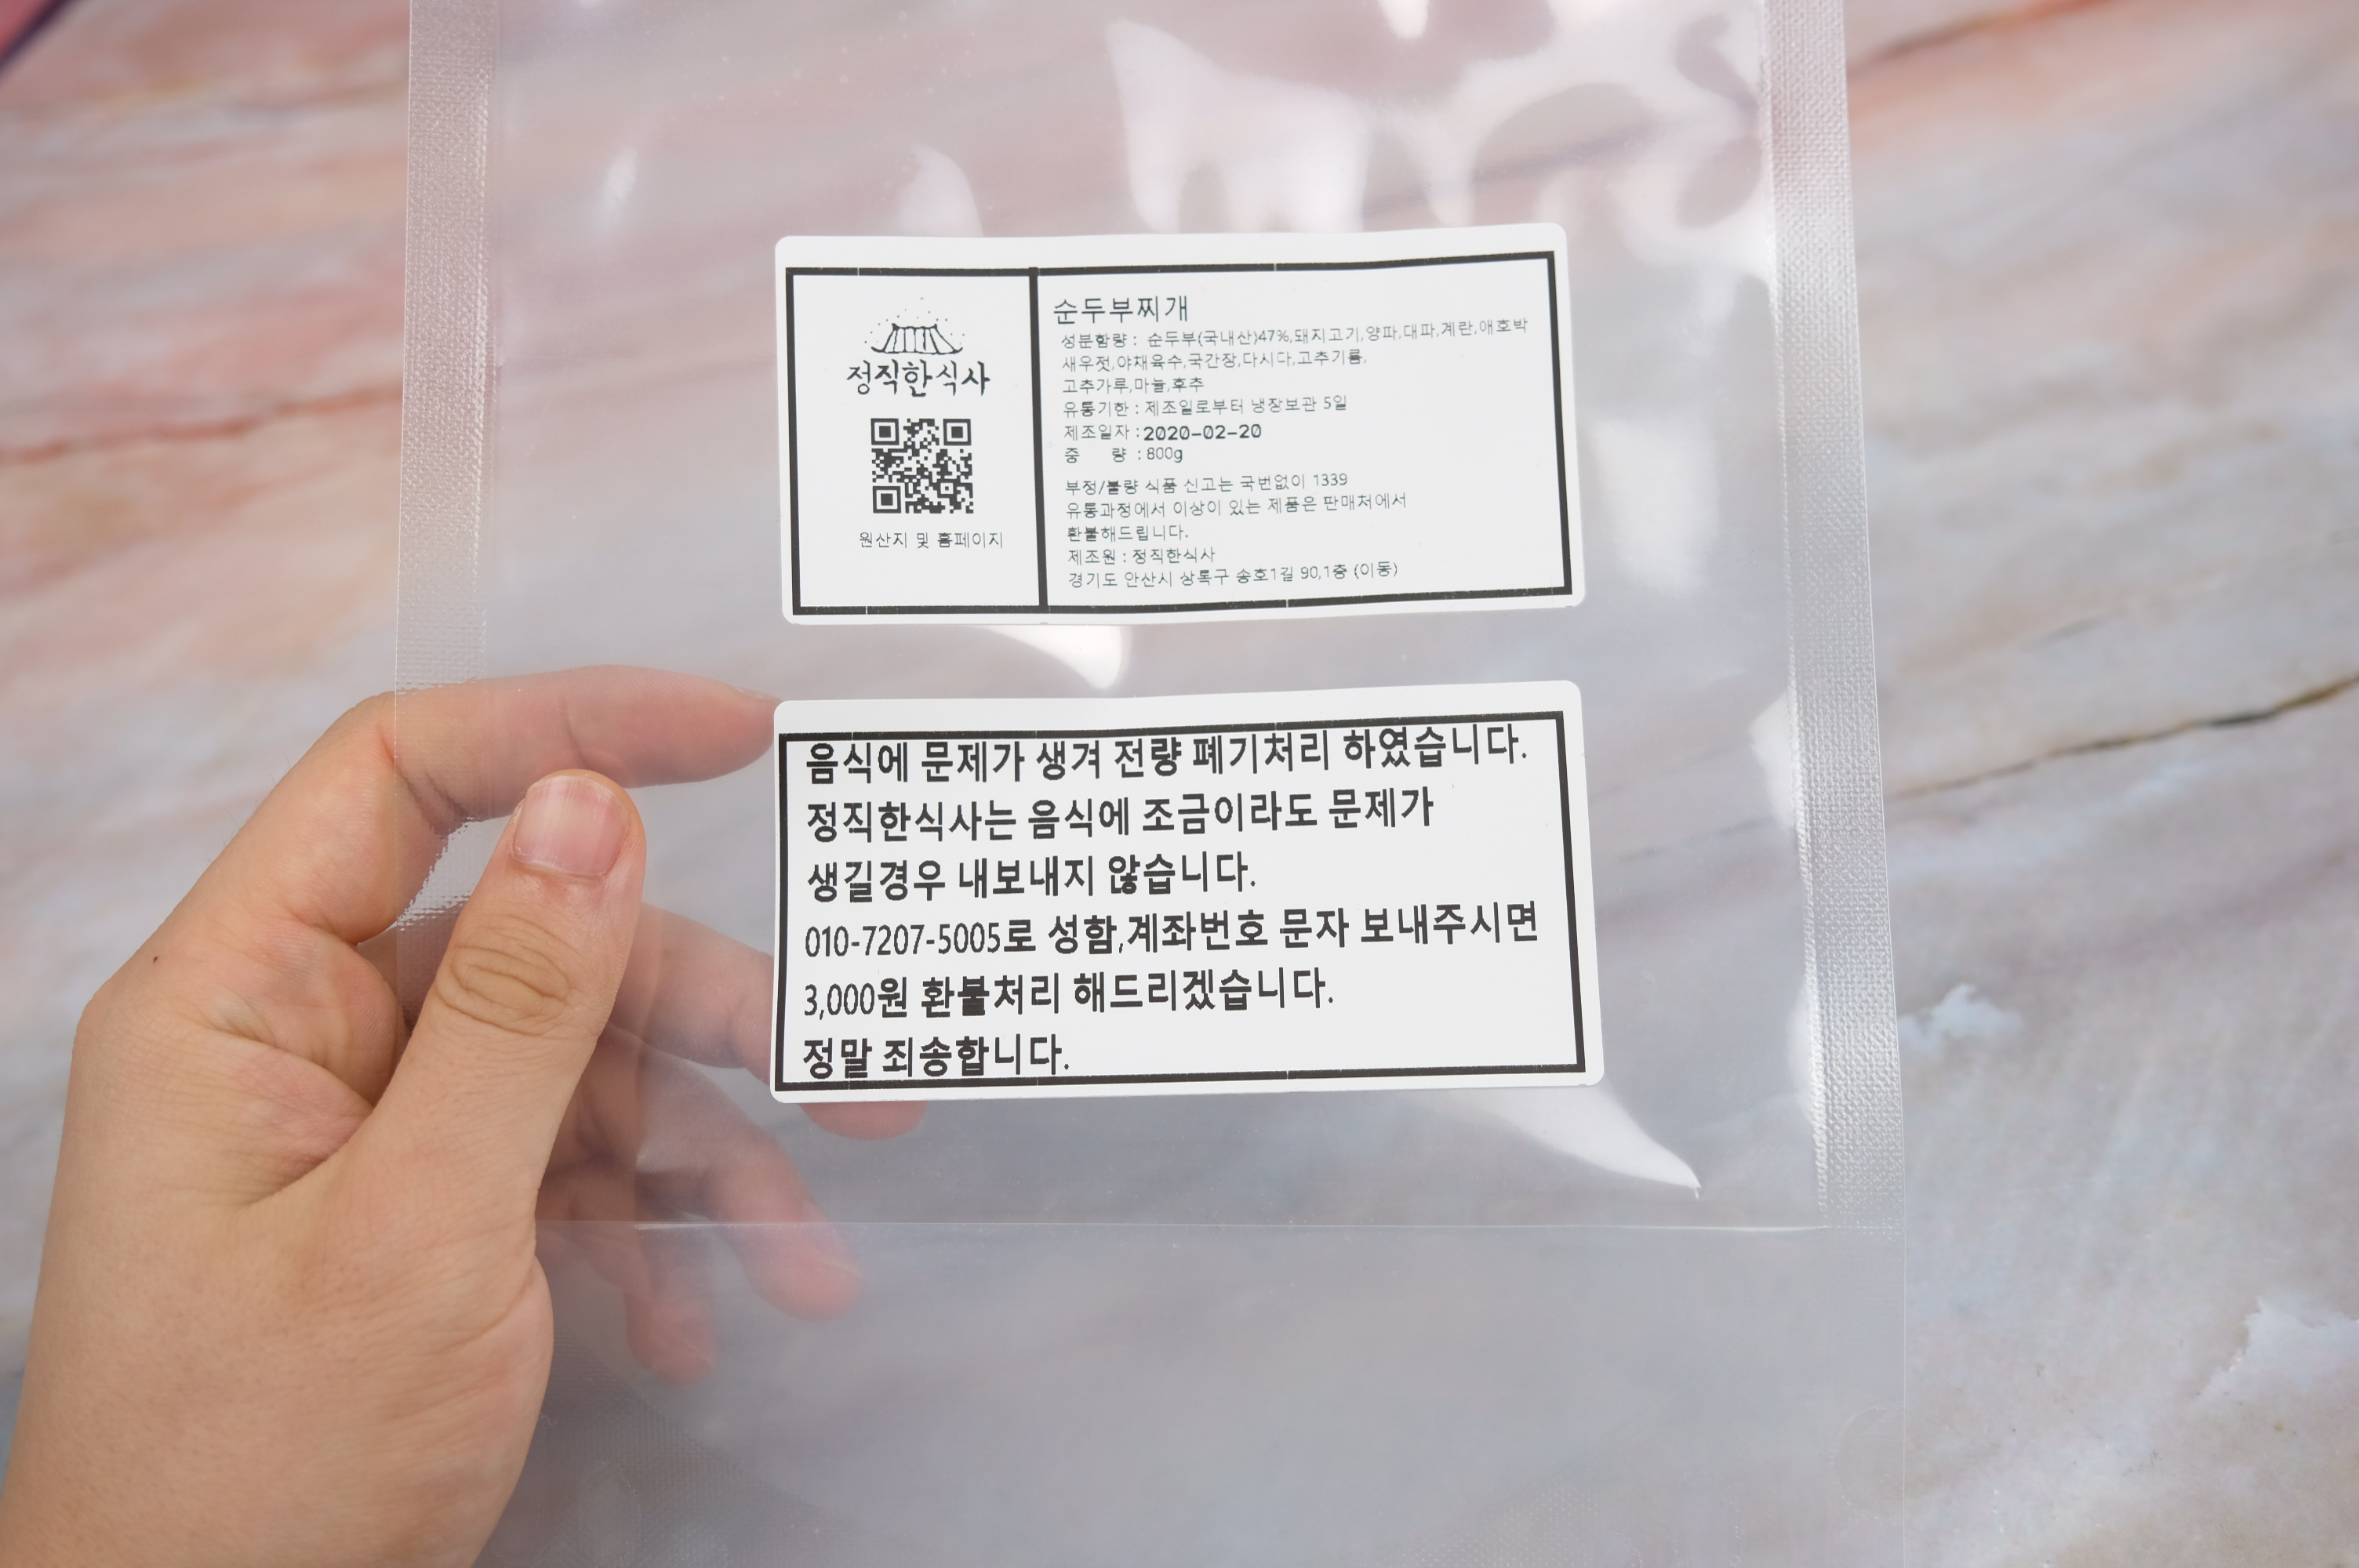 정직한식사
원산지 및 홈페이지
순두부찌개
성분함량 : 순두부(국내산)47%,돼지고기,양파,대파,계란,애호박
새우젓,야채육수,국간장,다시다,고추기름,
고추가루,마늘,후추
유통기한 : 제조일로부터 냉장보관 5일
제조일자 : 2020-02-20
중 량 : 800g
부정/불량 식품 신고는 국번없이 1339
유통과정에서 이상이 있는 제품은 판매처에서
환불해드립니다.
제조원 : 정직한식사
경기도 안산시 상록구 송호1길 90,1층 (이동)
음식에 문제가 생겨 전량 폐기처리 하였습니다.
정직한식사는 음식에 조금이라도 문제가
생길경우 내보내지 않습니다.
010-7207-5005로 성함,계좌번호 문자 보내주시면
3,000원 환불처리 해드리겠습니다.
정말 죄송합니다.